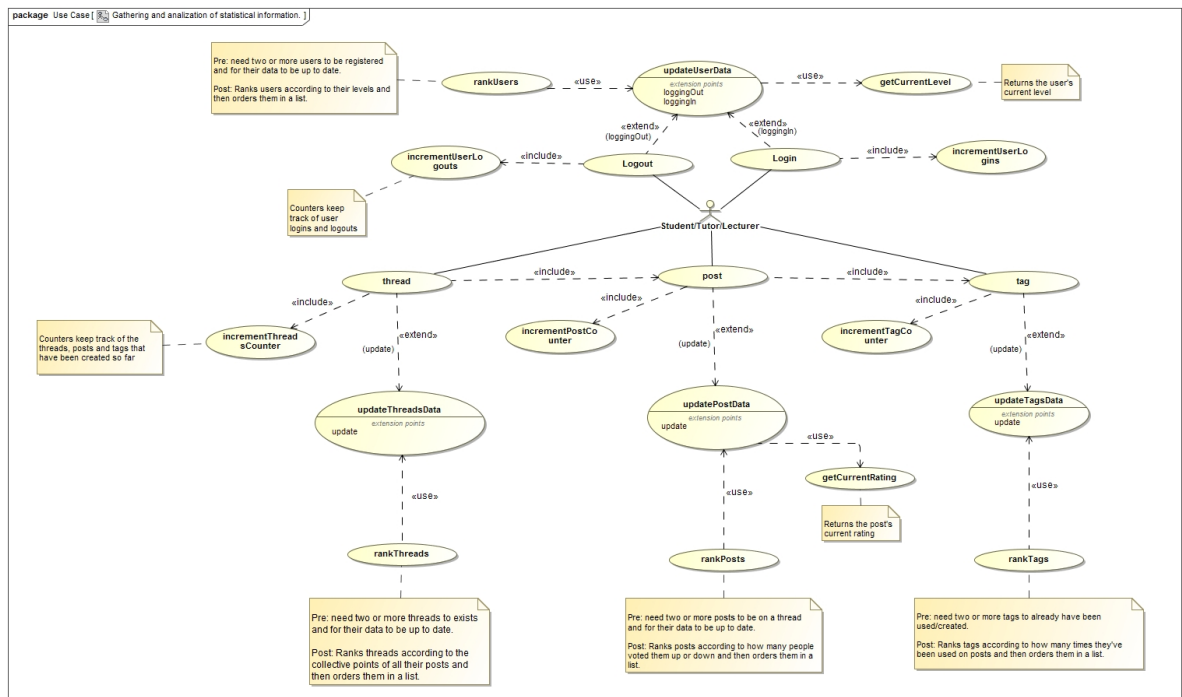 package Use Case [ Gathering and analization of statistical information. ]
Pre: need two or more users to be registered
and for their data to be up to date.
Post: Ranks users according to their levels and
then orders them in a list.
rankUsers
«use»
updateUserData
extension points
loggingOut
loggingIn
«use»
getCurrentLevel
Returns the user's
current level
«extend»
(loggingOut)
«extend»
(loggingIn)
incrementUserLo
gouts
«include»
Logout
Login
«include»
incrementUserLo
gins
Counters keep
track of user
logins and logouts
Student/Tutor/Lecturer
thread
«include»
post
«include»
tag
«include»
«include»
«include»
Counters keep track of the
threads, posts and tags that
have been created so far
incrementThrea
dsCounter
«extend»
(update)
incrementPostCo
unter
«extend»
(update)
incrementTagCo
unter
«extend»
(update)
updateThreadsData
extension points
update
updatePostData
extension points
update
updateTagsData
extension points
update
«use»
getCurrentRating
Returns the post's
current rating
«use»
«use»
«use»
rankThreads
rankPosts
rankTags
Pre: need two or more threads to exists
and for their data to be up to date.
Post: Ranks threads according to the
collective points of all their posts and
then orders them in a list.
Pre: need two or more posts to be on a thread
and for their data to be up to date.
Post: Ranks posts according to how many people
voted them up or down and then orders them in a
list.
Pre: need two or more tags to already have been
used/created.
Post: Ranks tags according to how many times they've
been used on posts and then orders them in a list.